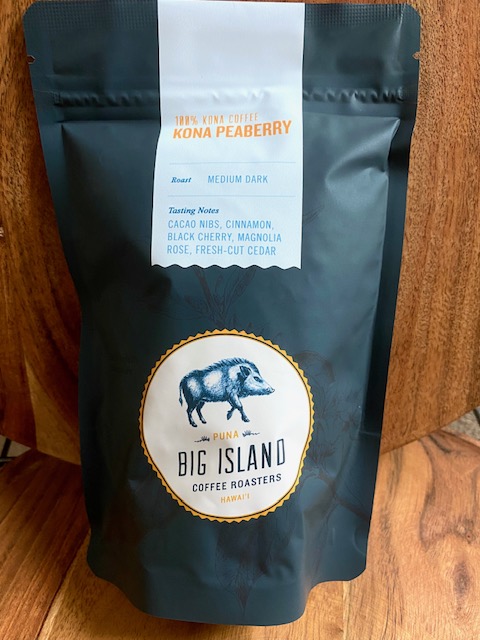 100% KONA COFFEE
KONA PEABERRY
Roast MEDIUM DARK
Tasting Notes
CACAO NIBS, CINNAMON,
BLACK CHERRY, MAGNOLIA
ROSE, FRESH-CUT CEDAR
PUNA
BIG ISLAND
COFFEE ROASTERS
HAWAI'I